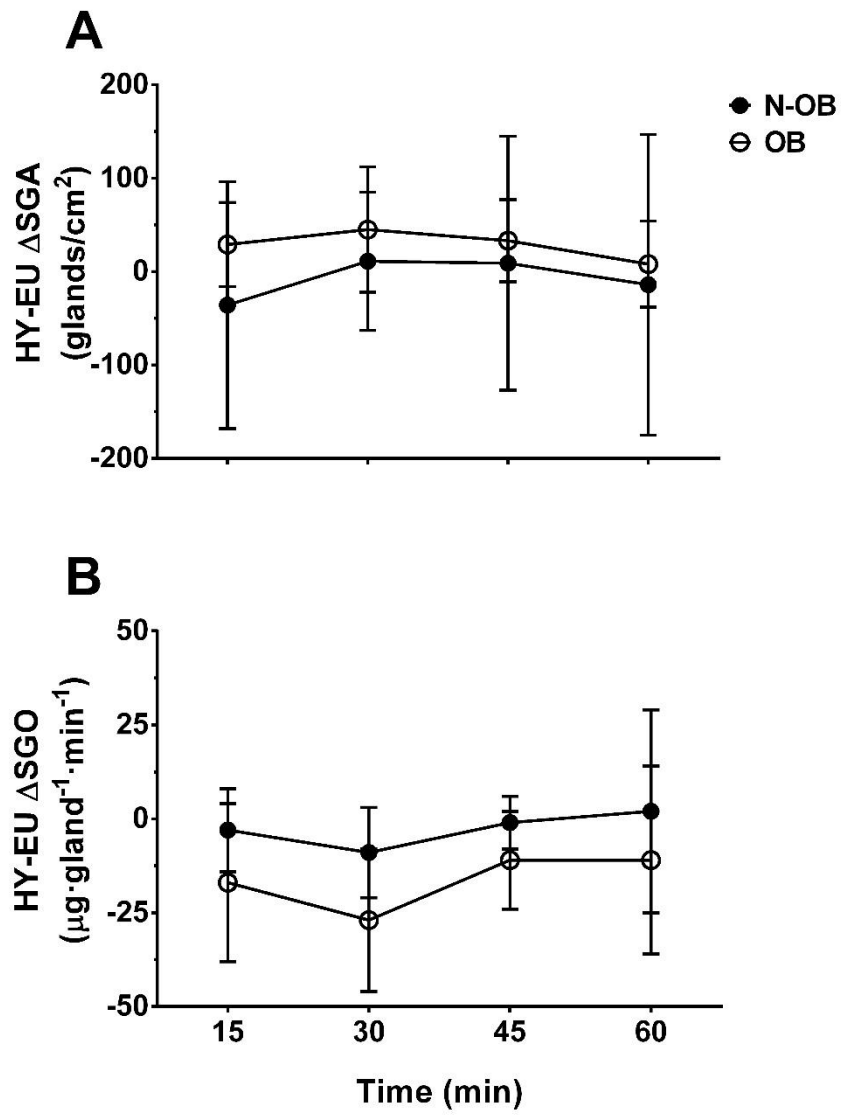 A
HY-EU ΔSGA
(glands/cm²)
200
100
0
-100
-200
N-OB
OB
B
HY-EU ΔSGO
(μg·gland⁻¹·min⁻¹)
50
25
0
-25
-50
15 30 45 60
Time (min)